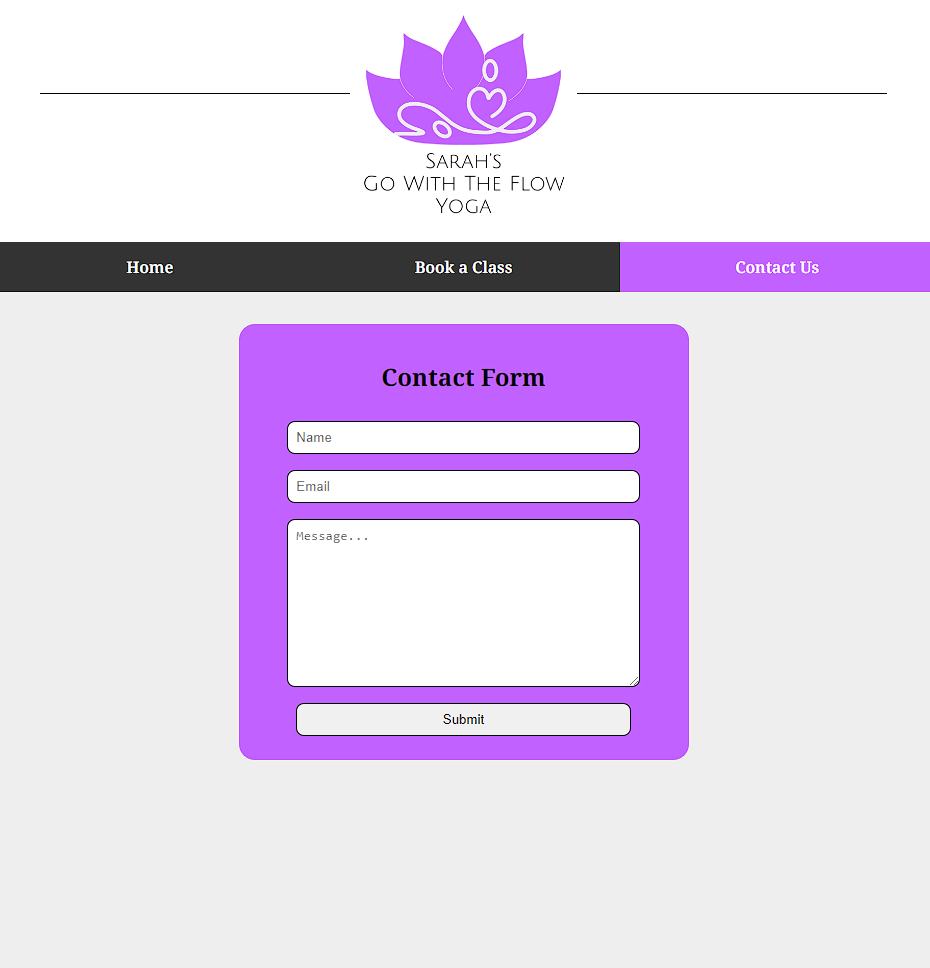 Sarah's
Go With The Flow
Yoga
Home
Book a Class
Contact Us
Contact Form
Name
Email
Message...
Submit